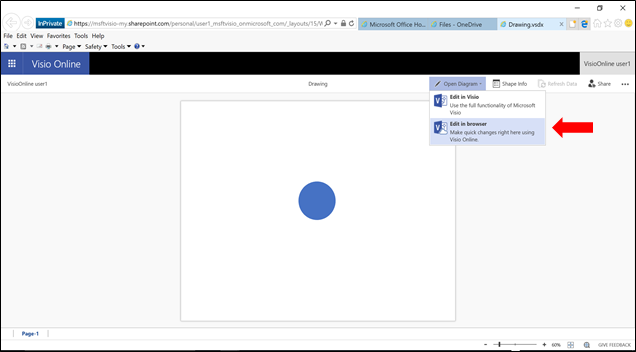 InPrivate https://msftvisio-my.sharepoint.com/personal/user1_msftvisio_onmicrosoft_com/_layouts/15/V Microsoft Office Ho... Files - OneDrive Drawing.vsdx
File Edit View Favorites Tools Help
Page Safety Tools
Visio Online VisioOnline user1
VisioOnline user1 Drawing Open Diagram Shape Info Refresh Data Share
Edit in Visio
Use the full functionality of Microsoft
Visio
Edit in browser
Make quick changes right here using
Visio Online.
Page-1
60% GIVE FEEDBACK